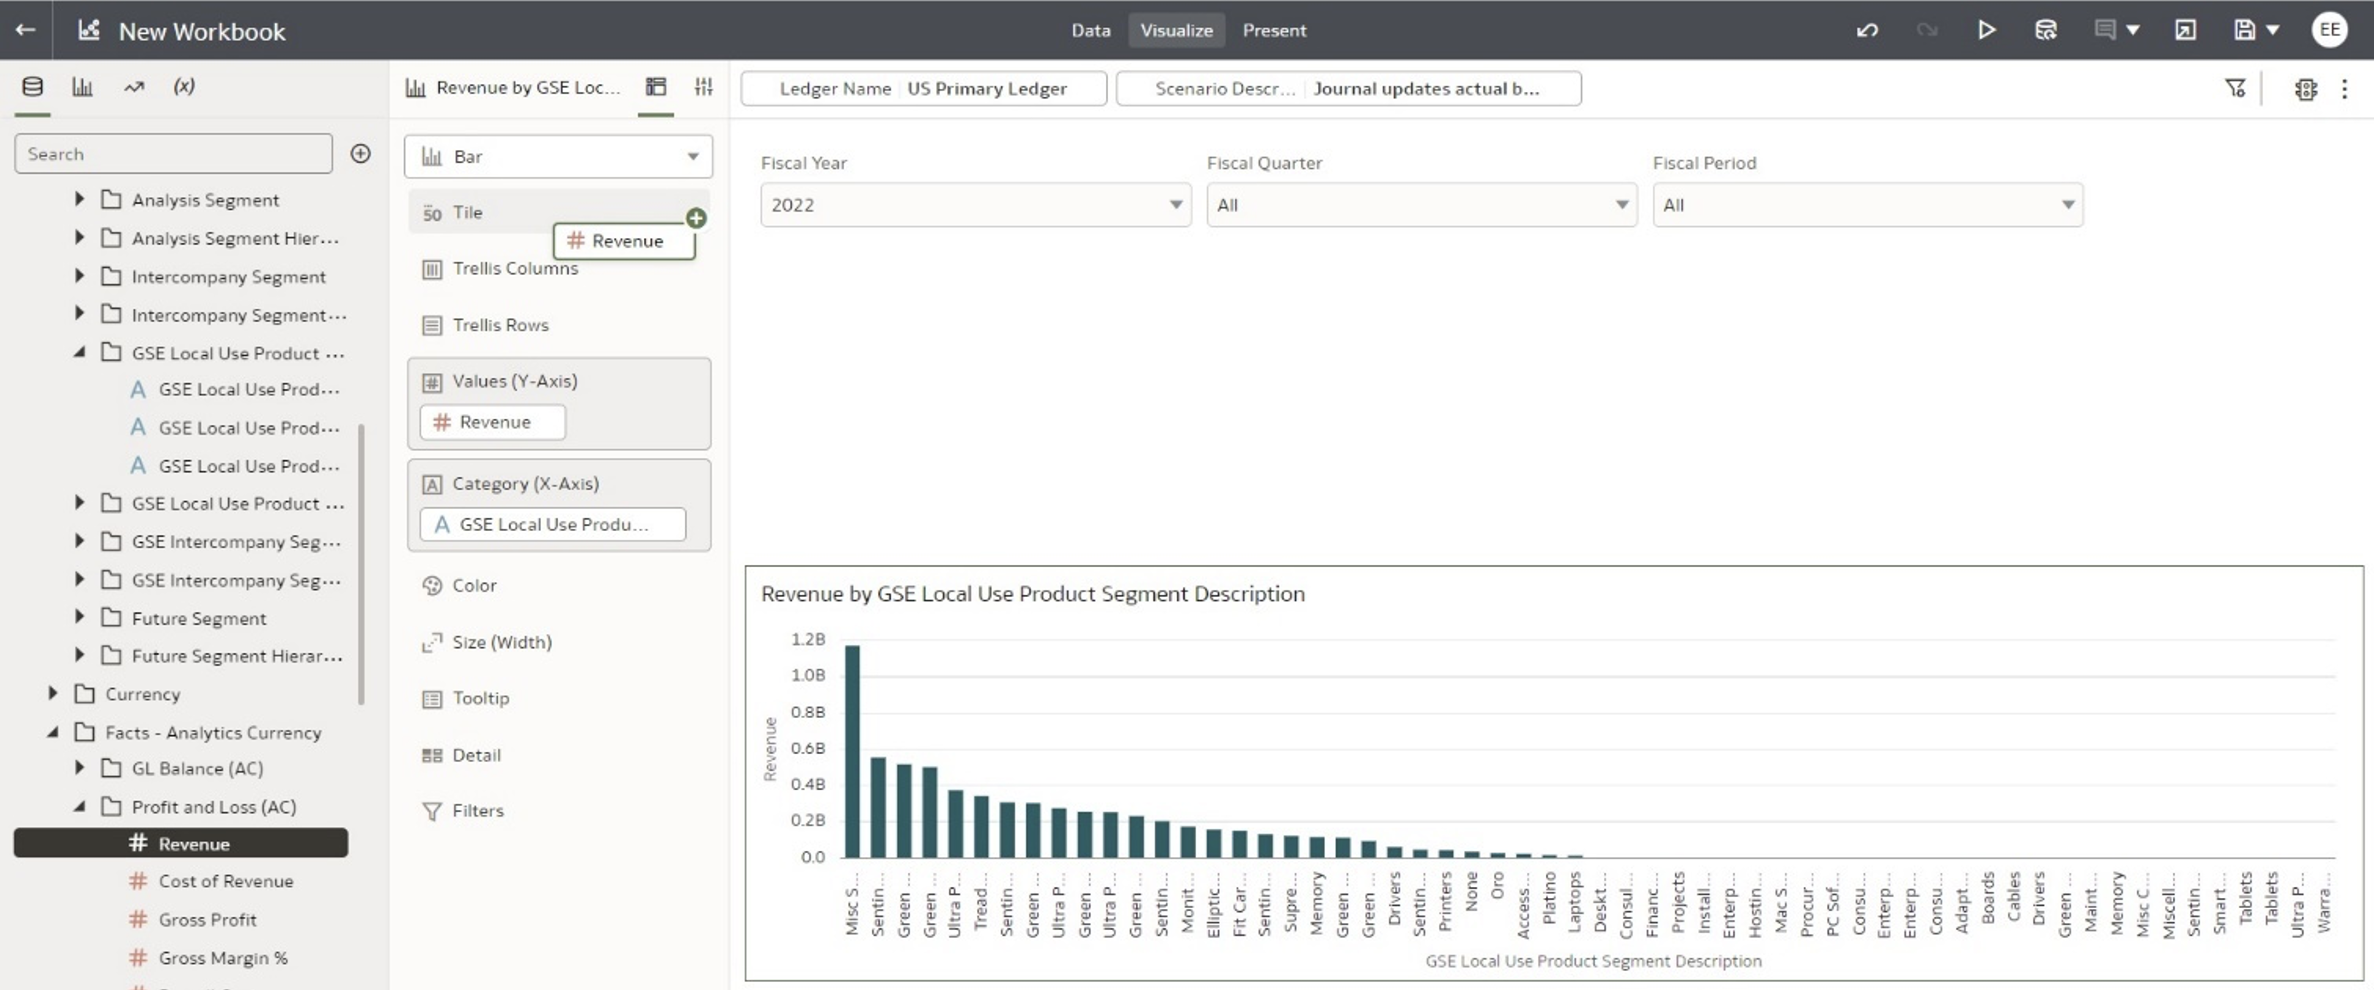 New Workbook
Data Visualize Present
EE
(x)
Revenue by GSE Loc...
Ledger Name US Primary Ledger
Scenario Descr... Journal updates actual b...
Search
Analysis Segment
Analysis Segment Hier...
Intercompany Segment
Intercompany Segment...
GSE Local Use Product ...
A GSE Local Use Prod...
A GSE Local Use Prod...
A GSE Local Use Prod...
GSE Local Use Product ...
GSE Intercompany Seg...
GSE Intercompany Seg...
Future Segment
Future Segment Hierar...
Currency
Facts - Analytics Currency
GL Balance (AC)
Profit and Loss (AC)
# Revenue
# Cost of Revenue
# Gross Profit
# Gross Margin %
Bar
50 Tile
# Revenue
Trellis Columns
Trellis Rows
# Values (Y-Axis)
# Revenue
A Category (X-Axis)
A GSE Local Use Produ...
Color
Size (Width)
Tooltip
Detail
Filters
Fiscal Year
2022
Fiscal Quarter
All
Fiscal Period
All
Revenue by GSE Local Use Product Segment Description
Revenue
1.2B
1.0B
0.8B
0.6B
0.4B
0.2B
0.0
Misc S...
Sentin...
Green ...
Green ...
Ultra P...
Tread...
Sentin...
Green ...
Ultra P...
Green ...
Ultra P...
Green ...
Sentin...
Monit...
Elliptic...
Fit Car...
Sentin...
Supre...
Memory
Green ...
Green ...
Drivers
Sentin...
Printers
None
Oro
Access...
Platino
Laptops
Deskt...
Consul...
Financ...
Projects
Install...
Enterp...
Hostin...
Mac S...
Procur...
PC Sof...
Consu...
Enterp...
Enterp...
Consu...
Adapt...
Boards
Cables
Drivers
Green ...
Maint...
Memory
Misc C...
Miscell...
Sentin...
Smart...
Tablets
Tablets
Ultra P...
Warra...
GSE Local Use Product Segment Description